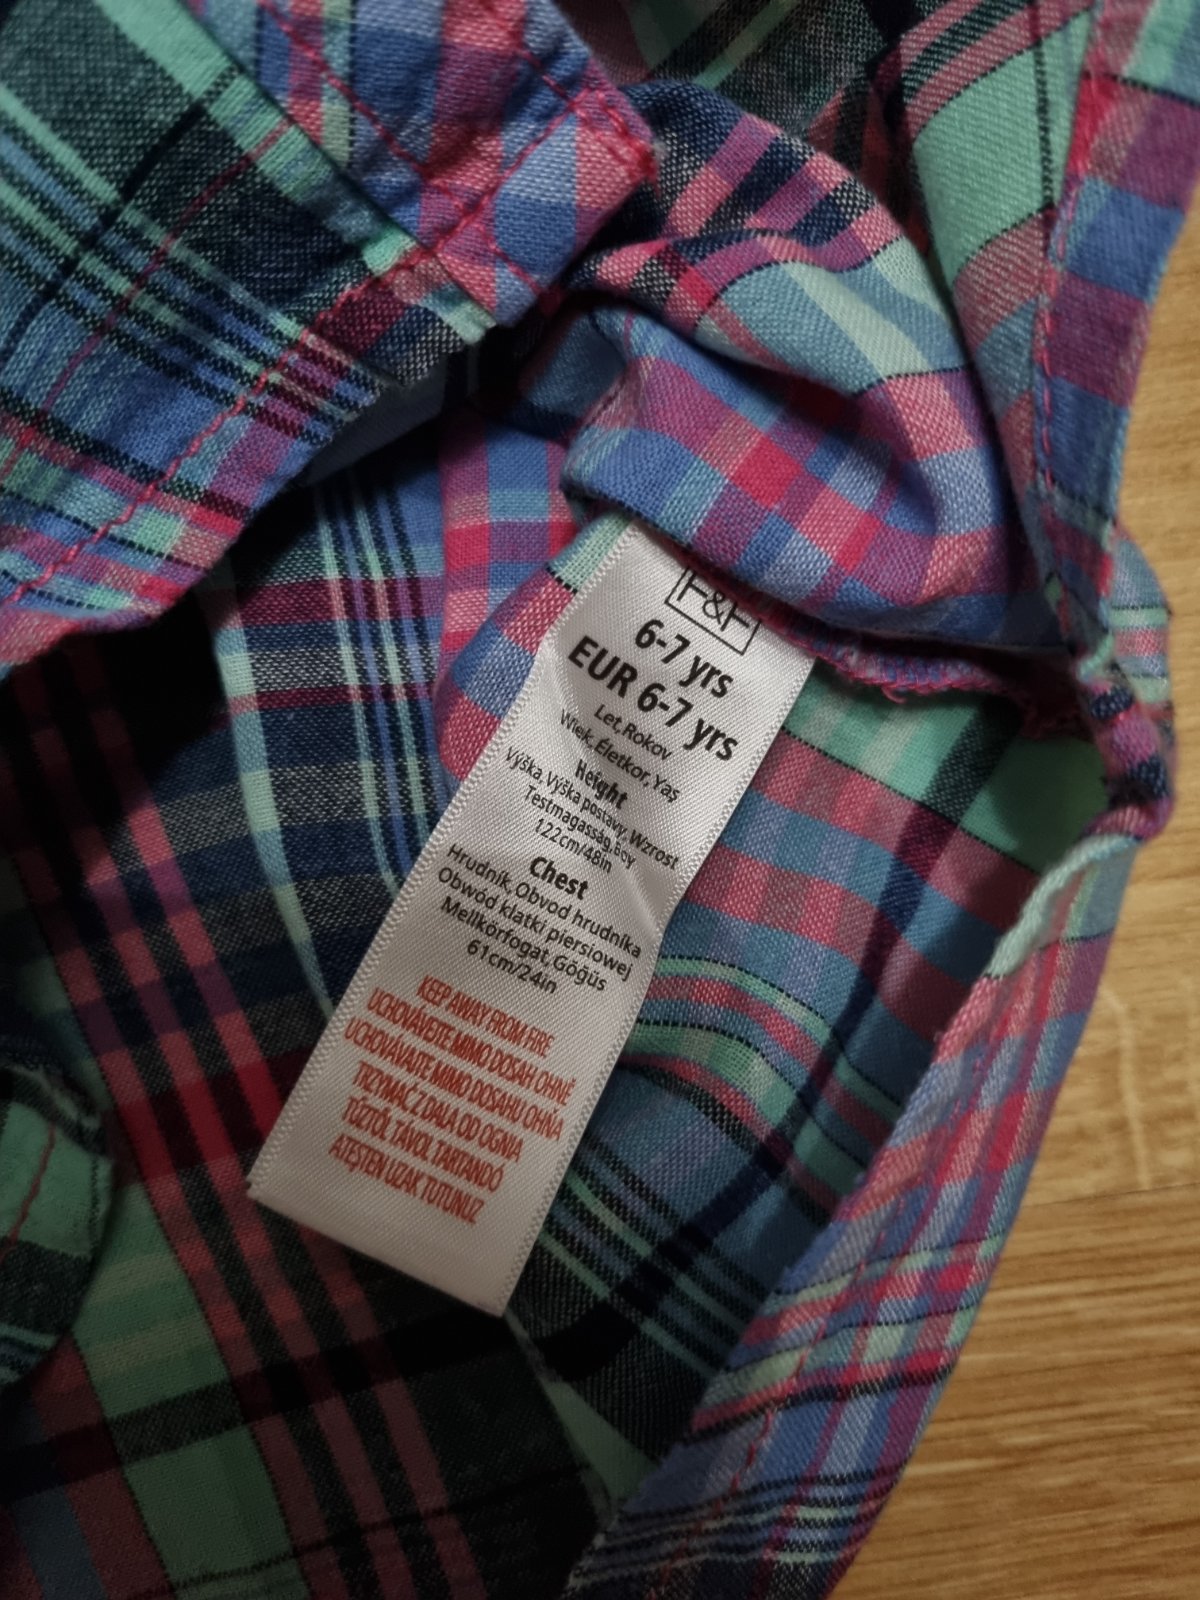 F&F
6-7 yrs
EUR 6-7 yrs
Let, Rokov
Wiek, Életkor, Yaş
Height
Výška, Výška postavy, Wzrost
Testmagasság, Boy
122cm/48in
Chest
Hrudník, Obvod hrudníka
Obwód klatki piersiowej
Mellkörfogat, Göğüs
61cm/24in
KEEP AWAY FROM FIRE
UCHOVÁVEJTE MIMO DOSAH OHNĚ
UCHOVÁVAJTE MIMO DOSAHU OHŇA
TRZYMAĆ Z DALA OD OGNIA
TŰZTŐL TÁVOL TARTANDÓ
ATEŞTEN UZAK TUTUNUZ